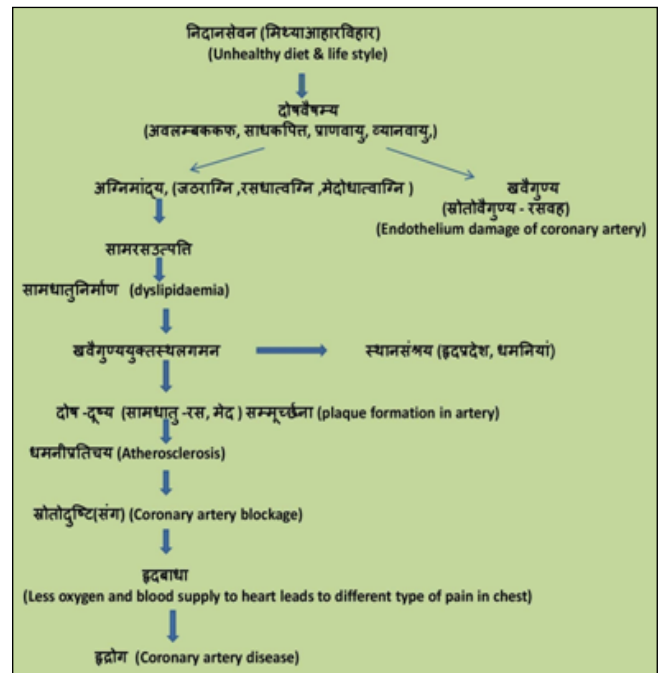 निदानसेवन (मिथ्याआहारविहार)
(Unhealthy diet & life style)
दोषवैषम्य
(अवलम्बककफ, साधकपित्त, प्राणवायु, व्यानवायु,)
अग्निमांद्य, (जठराग्नि ,रसधात्वग्नि ,मेदोधात्वाग्नि )
खवैगुण्य
(स्रोतोवैगुण्य - रसवह)
(Endothelium damage of coronary artery)
सामरसउत्पत्ति
सामधातुनिर्माण (dyslipidaemia)
खवैगुण्ययुक्तस्थलगमन
स्थानसंश्रय (हृदप्रदेश, धमनियां)
दोष -दूष्य (सामधातु -रस, मेद ) सम्मूर्च्छना (plaque formation in artery)
धमनीप्रतिचय (Atherosclerosis)
स्रोतोदुष्टि(संग) (Coronary artery blockage)
हृदबाधा
(Less oxygen and blood supply to heart leads to different type of pain in chest)
हृद्रोग (Coronary artery disease)